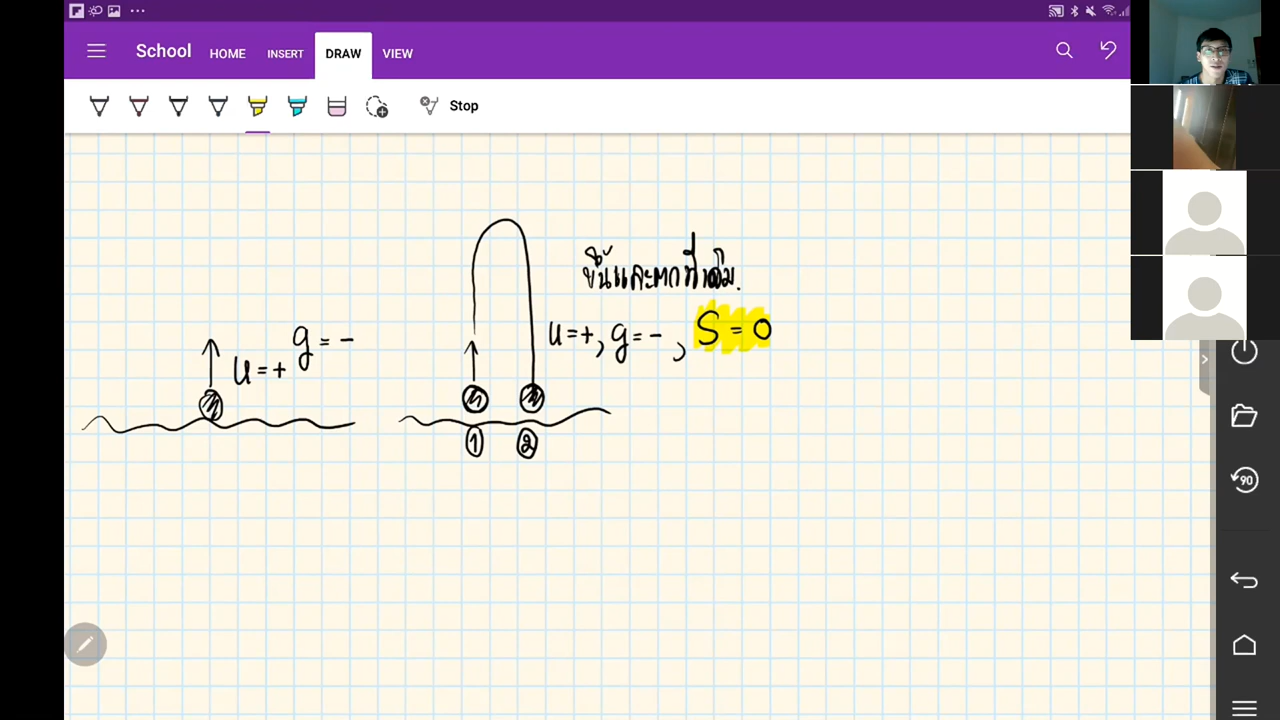 School HOME INSERT DRAW VIEW
Stop
g = -
u = +
ขึ้นและตกที่เดิม.
u = +, g = -, S = 0
1 2
90